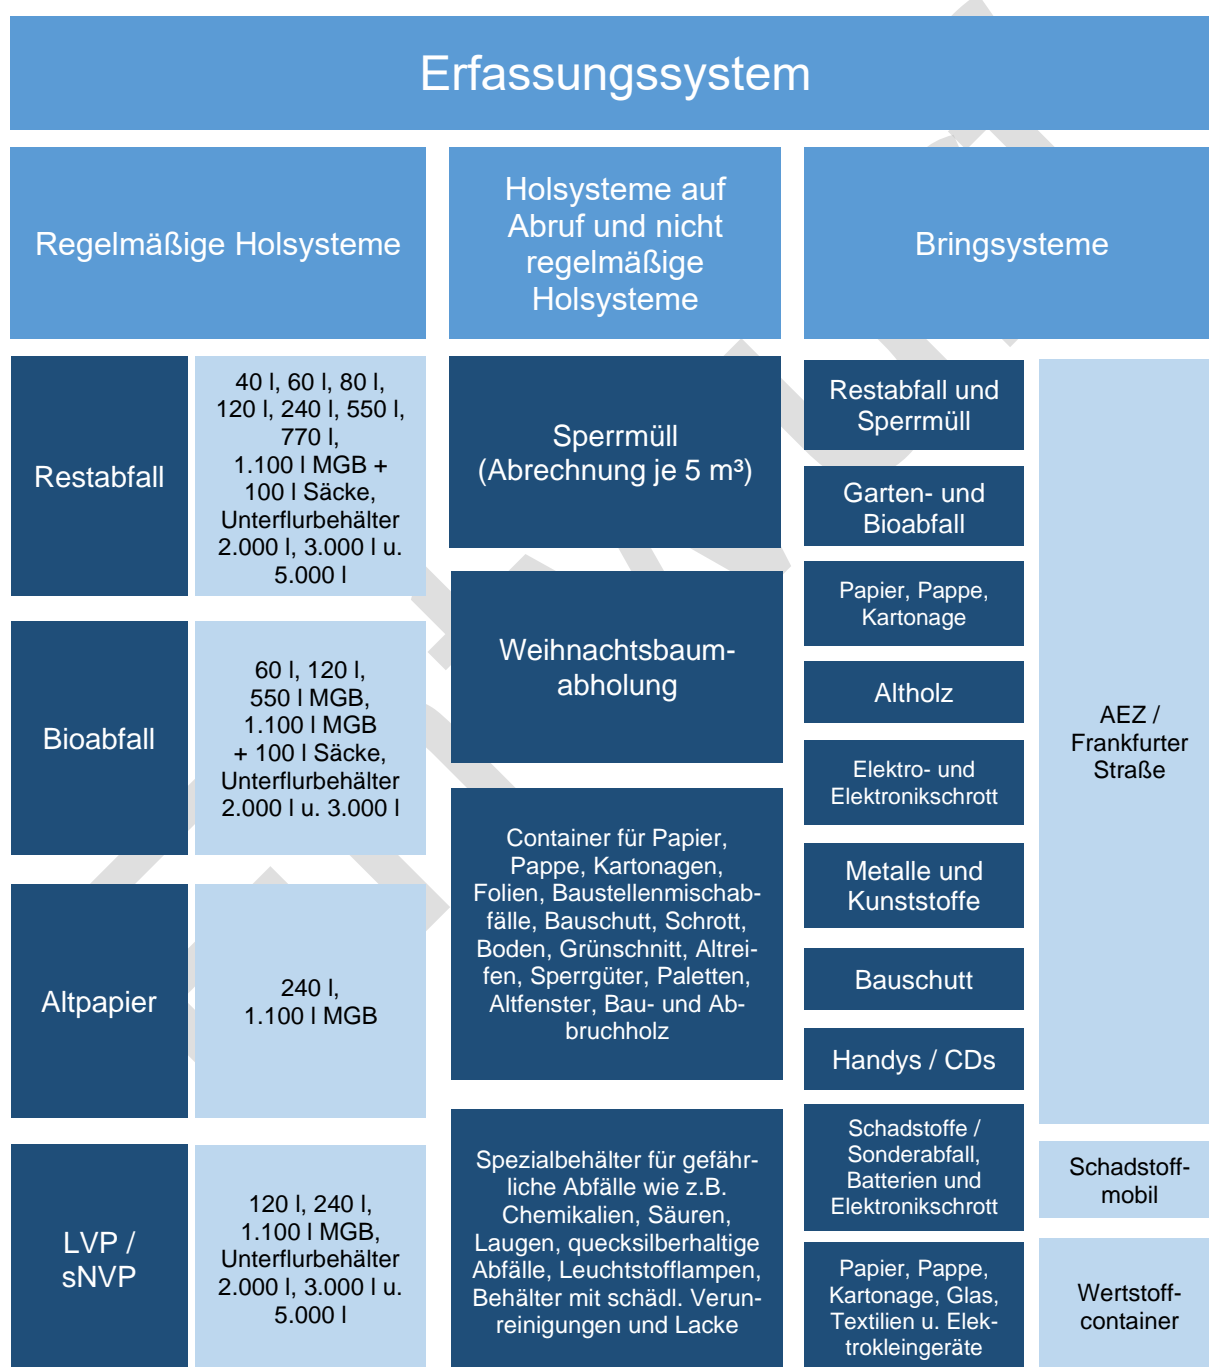 Erfassungssystem
Regelmäßige Holsysteme
Holsysteme auf
Abruf und nicht
regelmäßige
Holsysteme
Bringsysteme
Restabfall
40 l, 60 l, 80 l,
120 l, 240 l, 550 l,
770 l,
1.100 l MGB +
100 l Säcke,
Unterflurbehälter
2.000 l, 3.000 l u.
5.000 l
Bioabfall
60 l, 120 l,
550 l MGB,
1.100 l MGB
+ 100 l Säcke,
Unterflurbehälter
2.000 l u. 3.000 l
Altpapier
240 l,
1.100 l MGB
LVP /
sNVP
120 l, 240 l,
1.100 l MGB,
Unterflurbehälter
2.000 l, 3.000 l u.
5.000 l
Sperrmüll
(Abrechnung je 5 m³)
Weihnachtsbaum-
abholung
Container für Papier,
Pappe, Kartonagen,
Folien, Baustellenmischab-
fälle, Bauschutt, Schrott,
Boden, Grünschnitt, Altrei-
fen, Sperrgüter, Paletten,
Altfenster, Bau- und Ab-
bruchholz
Spezialbehälter für gefähr-
liche Abfälle wie z.B.
Chemikalien, Säuren,
Laugen, quecksilberhaltige
Abfälle, Leuchtstofflampen,
Behälter mit schädl. Verun-
reinigungen und Lacke
Restabfall und
Sperrmüll
Garten- und
Bioabfall
Papier, Pappe,
Kartonage
Altholz
Elektro- und
Elektronikschrott
Metalle und
Kunststoffe
Bauschutt
Handys / CDs
Schadstoffe /
Sonderabfall,
Batterien und
Elektronikschrott
Papier, Pappe,
Kartonage, Glas,
Textilien u. Elek-
trokleingeräte
AEZ /
Frankfurter
Straße
Schadstoff-
mobil
Wertstoff-
container